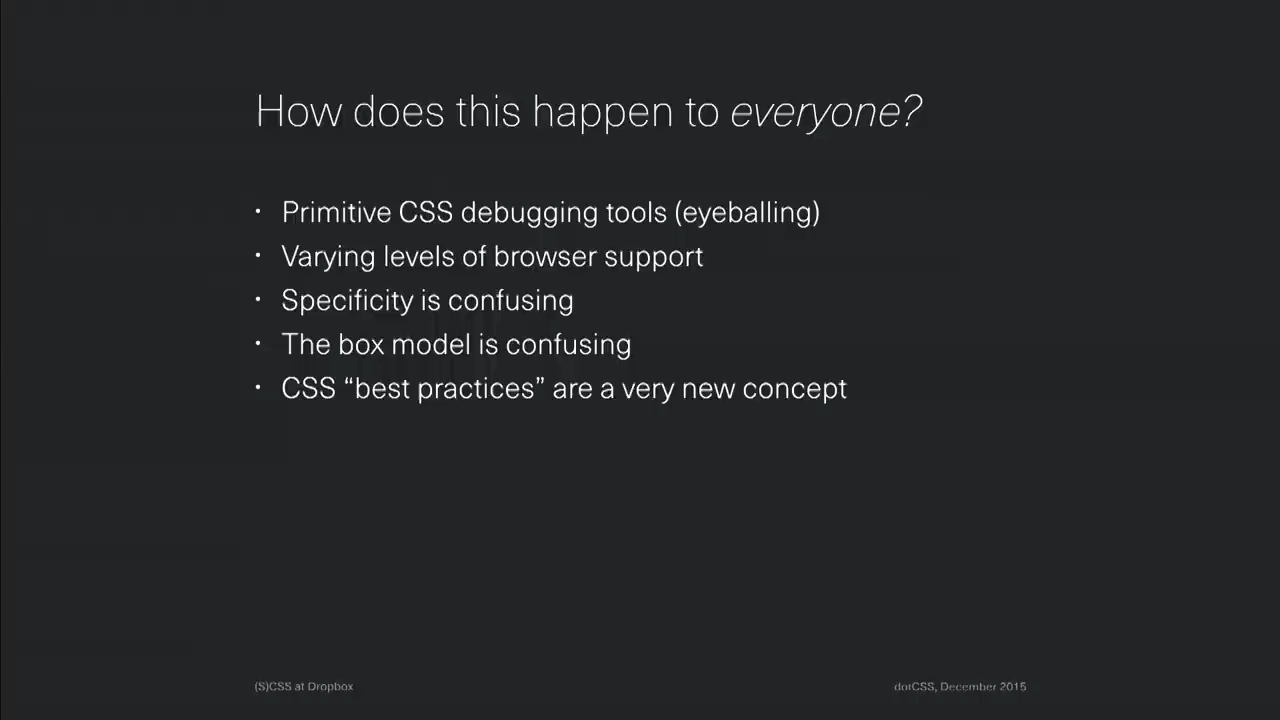 How does this happen to everyone?
• Primitive CSS debugging tools (eyeballing)
• Varying levels of browser support
• Specificity is confusing
• The box model is confusing
• CSS “best practices” are a very new concept
(S)CSS at Dropbox
dotCSS, December 2015